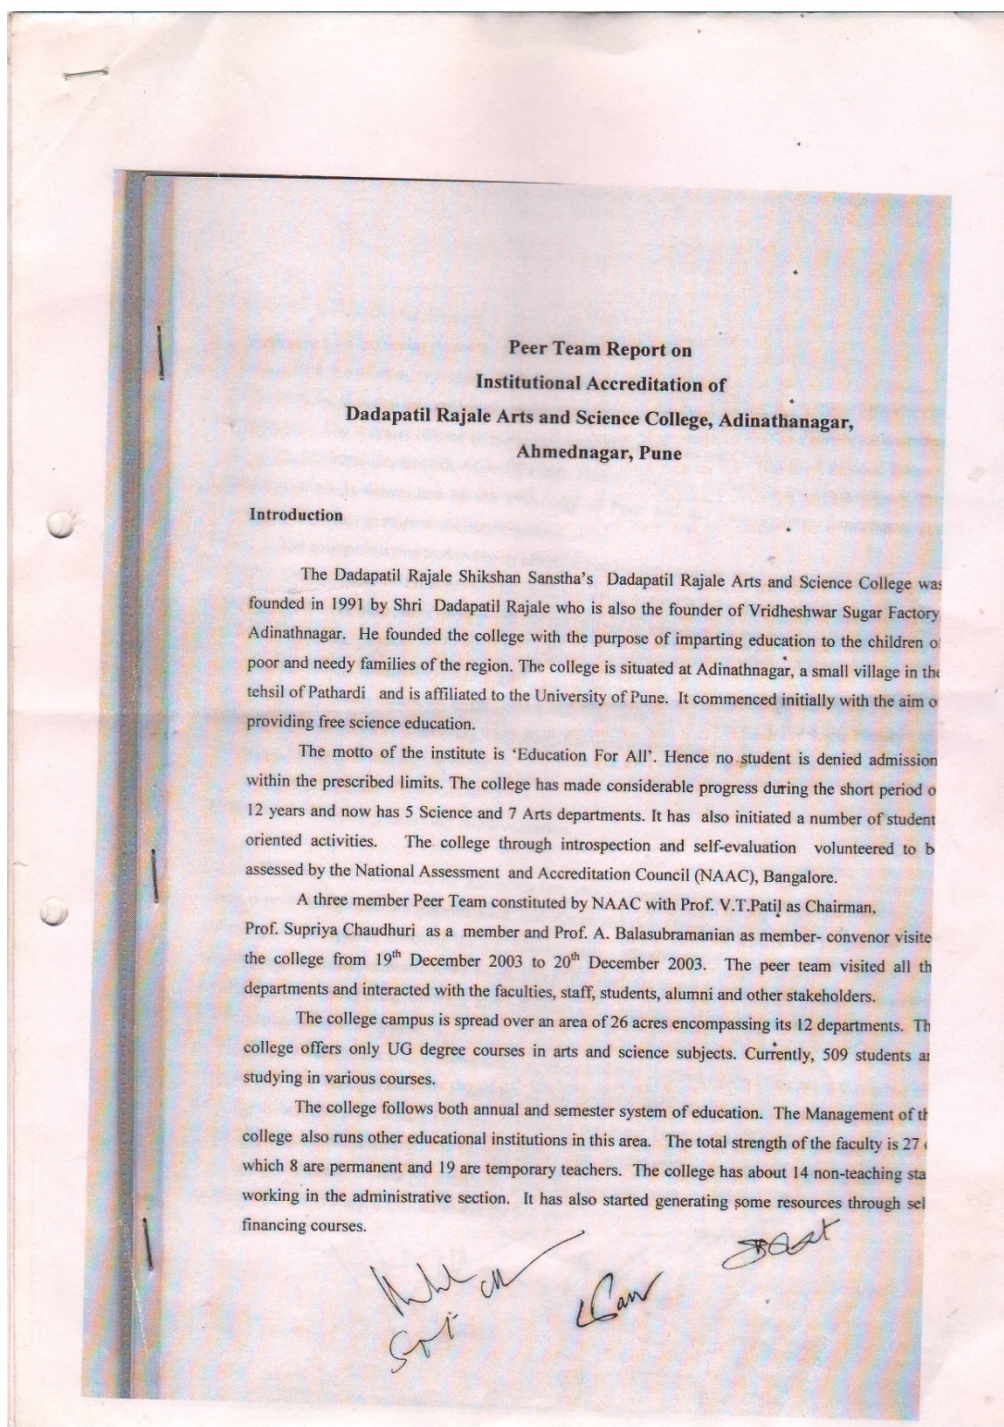 Peer Team Report on
Institutional Accreditation of
Dadapatil Rajale Arts and Science College, Adinathanagar,
Ahmednagar, Pune
Introduction
The Dadapatil Rajale Shikshan Sanstha's Dadapatil Rajale Arts and Science College was
founded in 1991 by Shri Dadapatil Rajale who is also the founder of Vridheshwar Sugar Factory
Adinathnagar. He founded the college with the purpose of imparting education to the children o
poor and needy families of the region. The college is situated at Adinathnagar, a small village in the
tehsil of Pathardi and is affiliated to the University of Pune. It commenced initially with the aim o
providing free science education.
The motto of the institute is 'Education For All'. Hence no student is denied admission
within the prescribed limits. The college has made considerable progress during the short period o
12 years and now has 5 Science and 7 Arts departments. It has also initiated a number of student
oriented activities. The college through introspection and self-evaluation volunteered to b
assessed by the National Assessment and Accreditation Council (NAAC), Bangalore.
A three member Peer Team constituted by NAAC with Prof. V.T.Patil as Chairman,
Prof. Supriya Chaudhuri as a member and Prof. A. Balasubramanian as member- convenor visite
the college from 19th December 2003 to 20th December 2003. The peer team visited all th
departments and interacted with the faculties, staff, students, alumni and other stakeholders.
The college campus is spread over an area of 26 acres encompassing its 12 departments. Th
college offers only UG degree courses in arts and science subjects. Currently, 509 students ar
studying in various courses.
The college follows both annual and semester system of education. The Management of th
college also runs other educational institutions in this area. The total strength of the faculty is 27
which 8 are permanent and 19 are temporary teachers. The college has about 14 non-teaching sta
working in the administrative section. It has also started generating some resources through sel
financing courses.